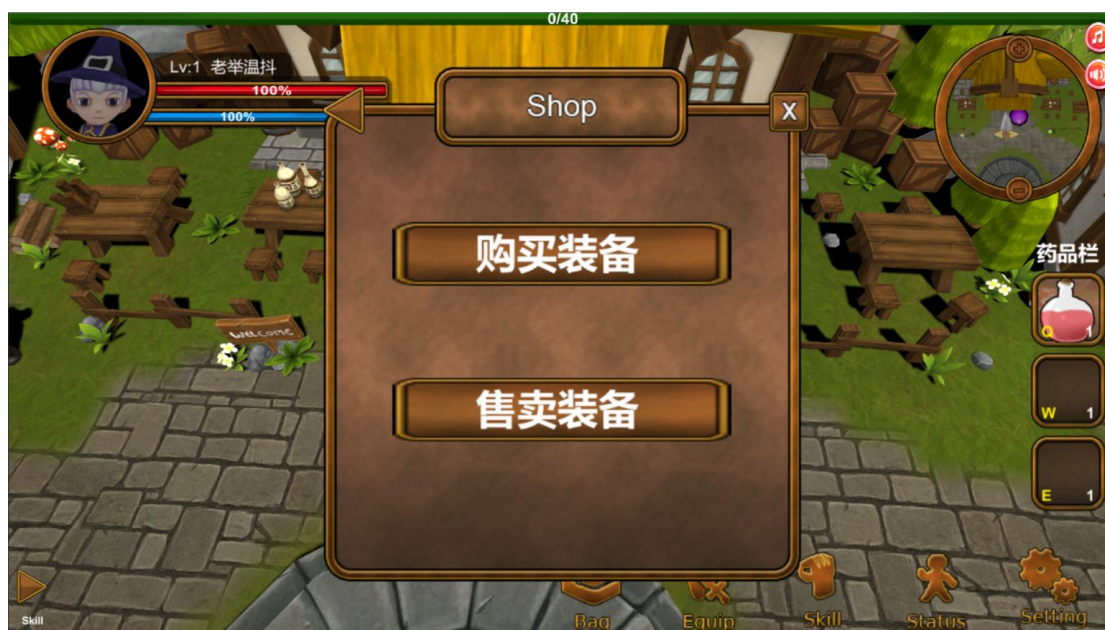 0/40
Lv:1 老举温抖
100%
100%
Shop
X
购买装备
售卖装备
WELCOME
药品栏
Q 1
W 1
E 1
Skill
Bag
Equip
Skill
Status
Setting